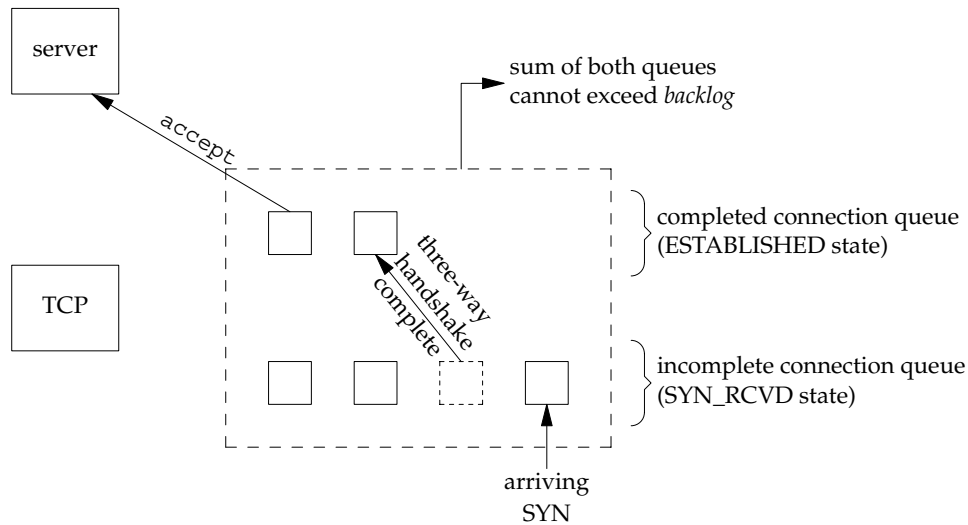 server
sum of both queues
cannot exceed backlog
accept
completed connection queue
(ESTABLISHED state)
three-way
handshake
complete
TCP
incomplete connection queue
(SYN_RCVD state)
arriving
SYN